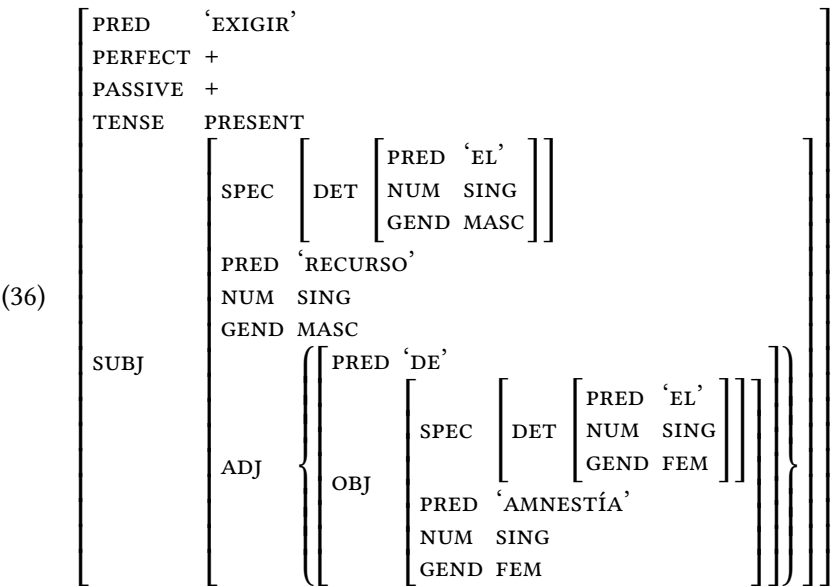 PRED ‘EXIGIR’
PERFECT +
PASSIVE +
TENSE PRESENT
PRED ‘EL’
SPEC DET NUM SING
GEND MASC
PRED ‘RECURSO’
(36) NUM SING
GEND MASC
SUBJ PRED ‘DE’
PRED ‘EL’
SPEC DET NUM SING
GEND FEM
ADJ OBJ
PRED ‘AMNESTÍA’
NUM SING
GEND FEM